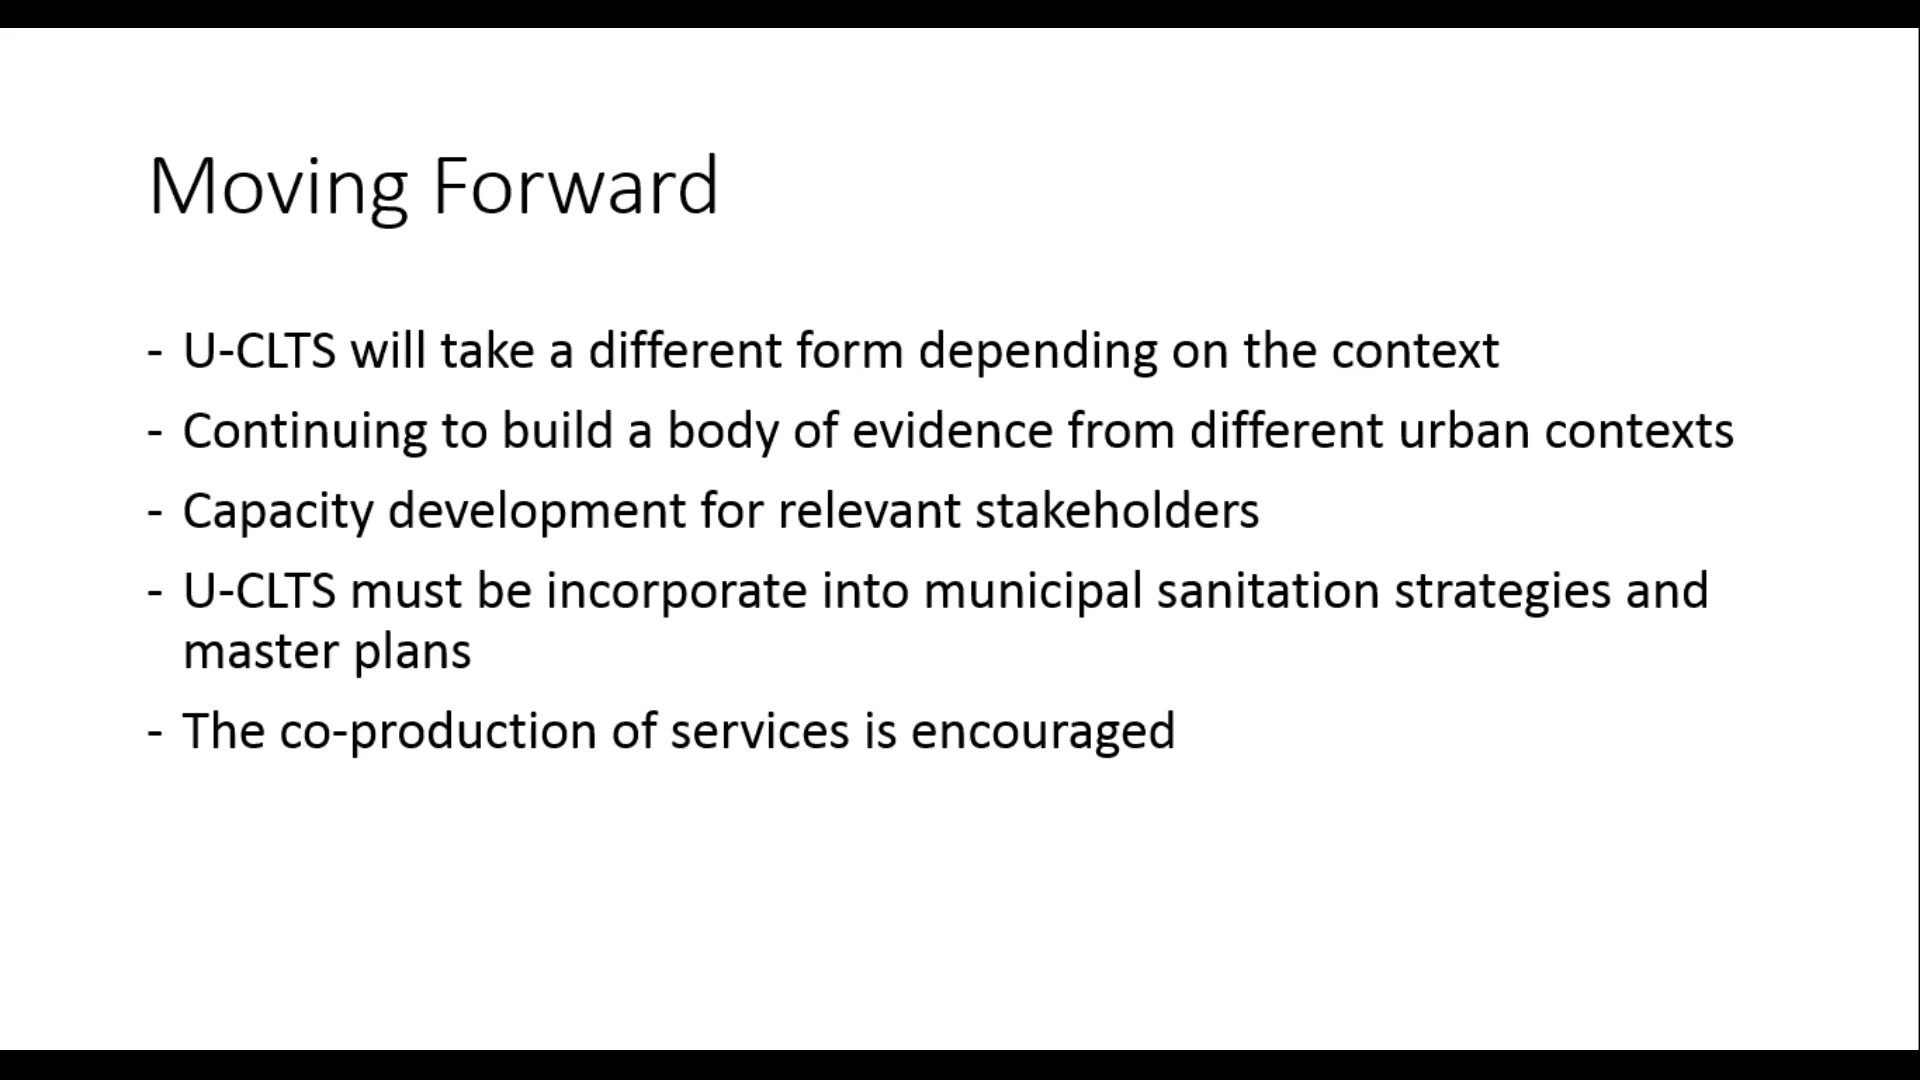 Moving Forward
- U-CLTS will take a different form depending on the context
- Continuing to build a body of evidence from different urban contexts
- Capacity development for relevant stakeholders
- U-CLTS must be incorporate into municipal sanitation strategies and
master plans
- The co-production of services is encouraged